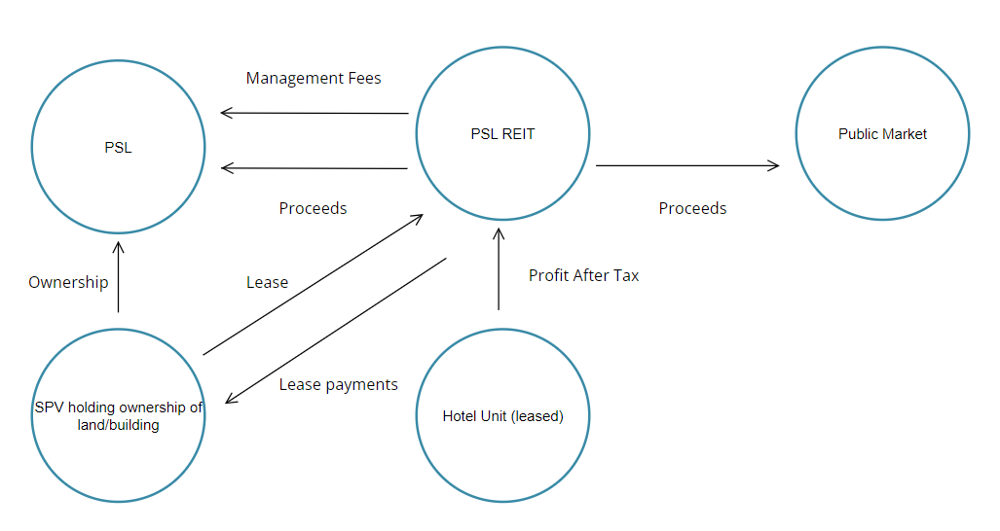 Management Fees
PSL
PSL REIT
Public Market
Proceeds
Proceeds
Ownership
Lease
Profit After Tax
Lease payments
SPV holding ownership of
land/building
Hotel Unit (leased)